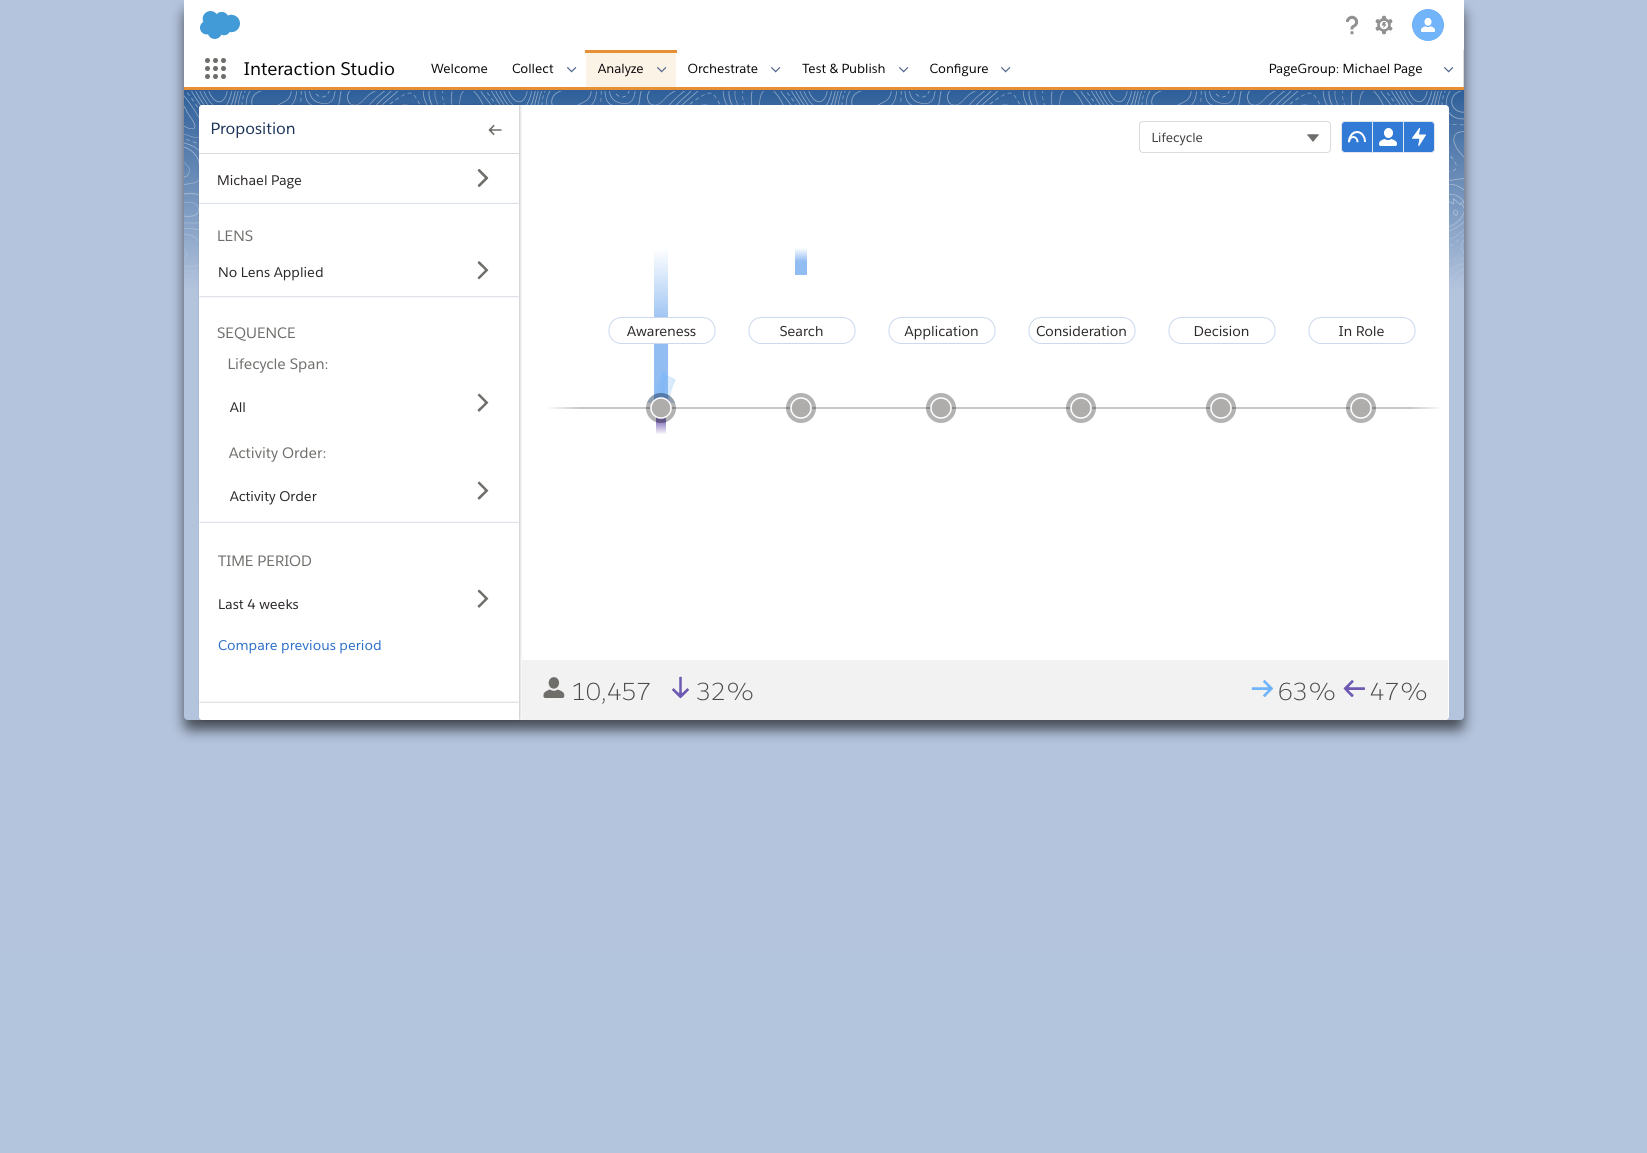 Interaction Studio
Welcome
Collect
Analyze
Orchestrate
Test & Publish
Configure
PageGroup: Michael Page
Proposition
Michael Page
LENS
No Lens Applied
SEQUENCE
Lifecycle Span:
All
Activity Order:
Activity Order
TIME PERIOD
Last 4 weeks
Compare previous period
Lifecycle
Awareness
Search
Application
Consideration
Decision
In Role
10,457
32%
63%
47%